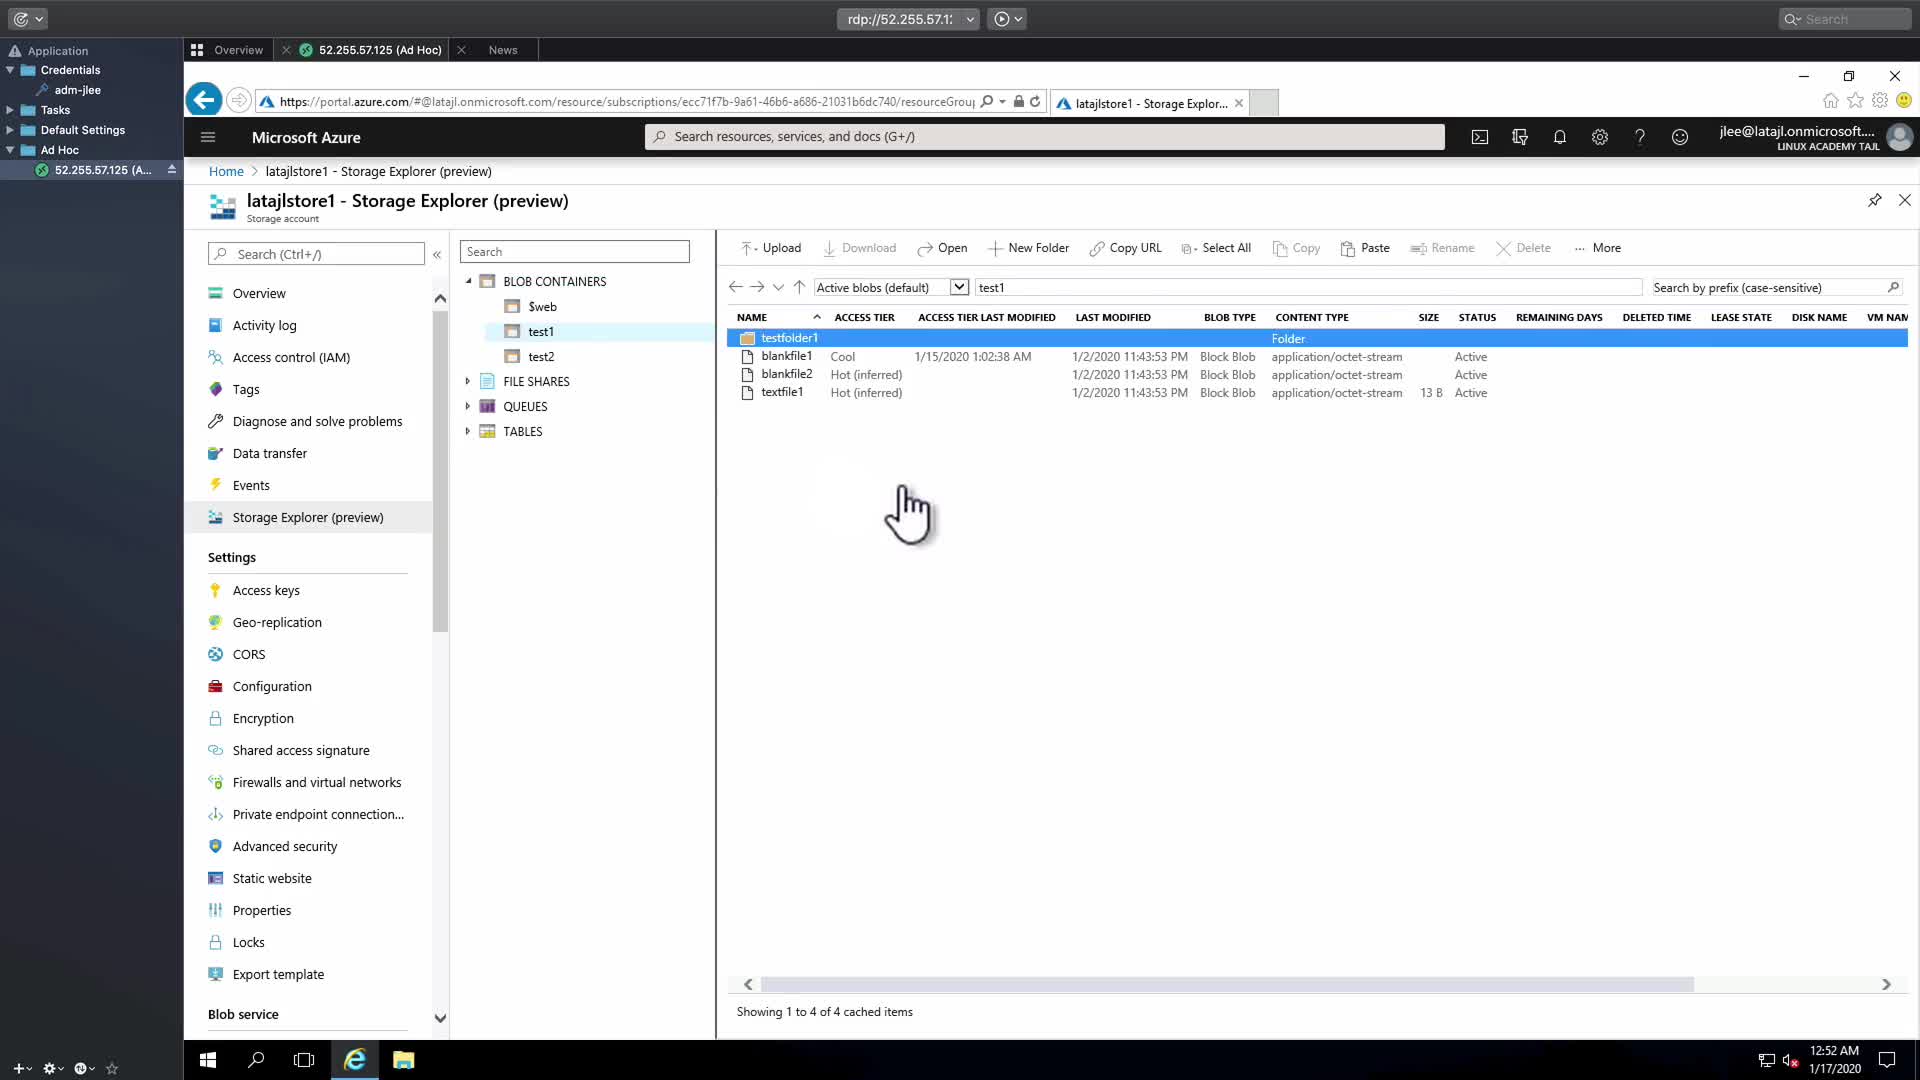 rdp://52.255.57.1:
Search
Application
Credentials
adm-jlee
Tasks
Default Settings
Ad Hoc
52.255.57.125 (A...
Overview
52.255.57.125 (Ad Hoc)
News
https://portal.azure.com/#@latajl.onmicrosoft.com/resource/subscriptions/ecc71f7b-9a61-46b6-a686-21031b6dc740/resourceGrou
latajlstore1 - Storage Explor...
Microsoft Azure
Search resources, services, and docs (G+/)
jlee@latajl.onmicrosoft....
LINUX ACADEMY TAJL
Home > latajlstore1 - Storage Explorer (preview)
latajlstore1 - Storage Explorer (preview)
Storage account
Search (Ctrl+/)
Overview
Activity log
Access control (IAM)
Tags
Diagnose and solve problems
Data transfer
Events
Storage Explorer (preview)
Settings
Access keys
Geo-replication
CORS
Configuration
Encryption
Shared access signature
Firewalls and virtual networks
Private endpoint connection...
Advanced security
Static website
Properties
Locks
Export template
Blob service
Search
BLOB CONTAINERS
$web
test1
test2
FILE SHARES
QUEUES
TABLES
Upload Download Open New Folder Copy URL Select All Copy Paste Rename Delete ... More
Active blobs (default) test1 Search by prefix (case-sensitive)
NAME ACCESS TIER ACCESS TIER LAST MODIFIED LAST MODIFIED BLOB TYPE CONTENT TYPE SIZE STATUS REMAINING DAYS DELETED TIME LEASE STATE DISK NAME VM NAM
testfolder1 Folder
blankfile1 Cool 1/15/2020 1:02:38 AM 1/2/2020 11:43:53 PM Block Blob application/octet-stream Active
blankfile2 Hot (inferred) 1/2/2020 11:43:53 PM Block Blob application/octet-stream Active
textfile1 Hot (inferred) 1/2/2020 11:43:53 PM Block Blob application/octet-stream 13 B Active
Showing 1 to 4 of 4 cached items
12:52 AM
1/17/2020